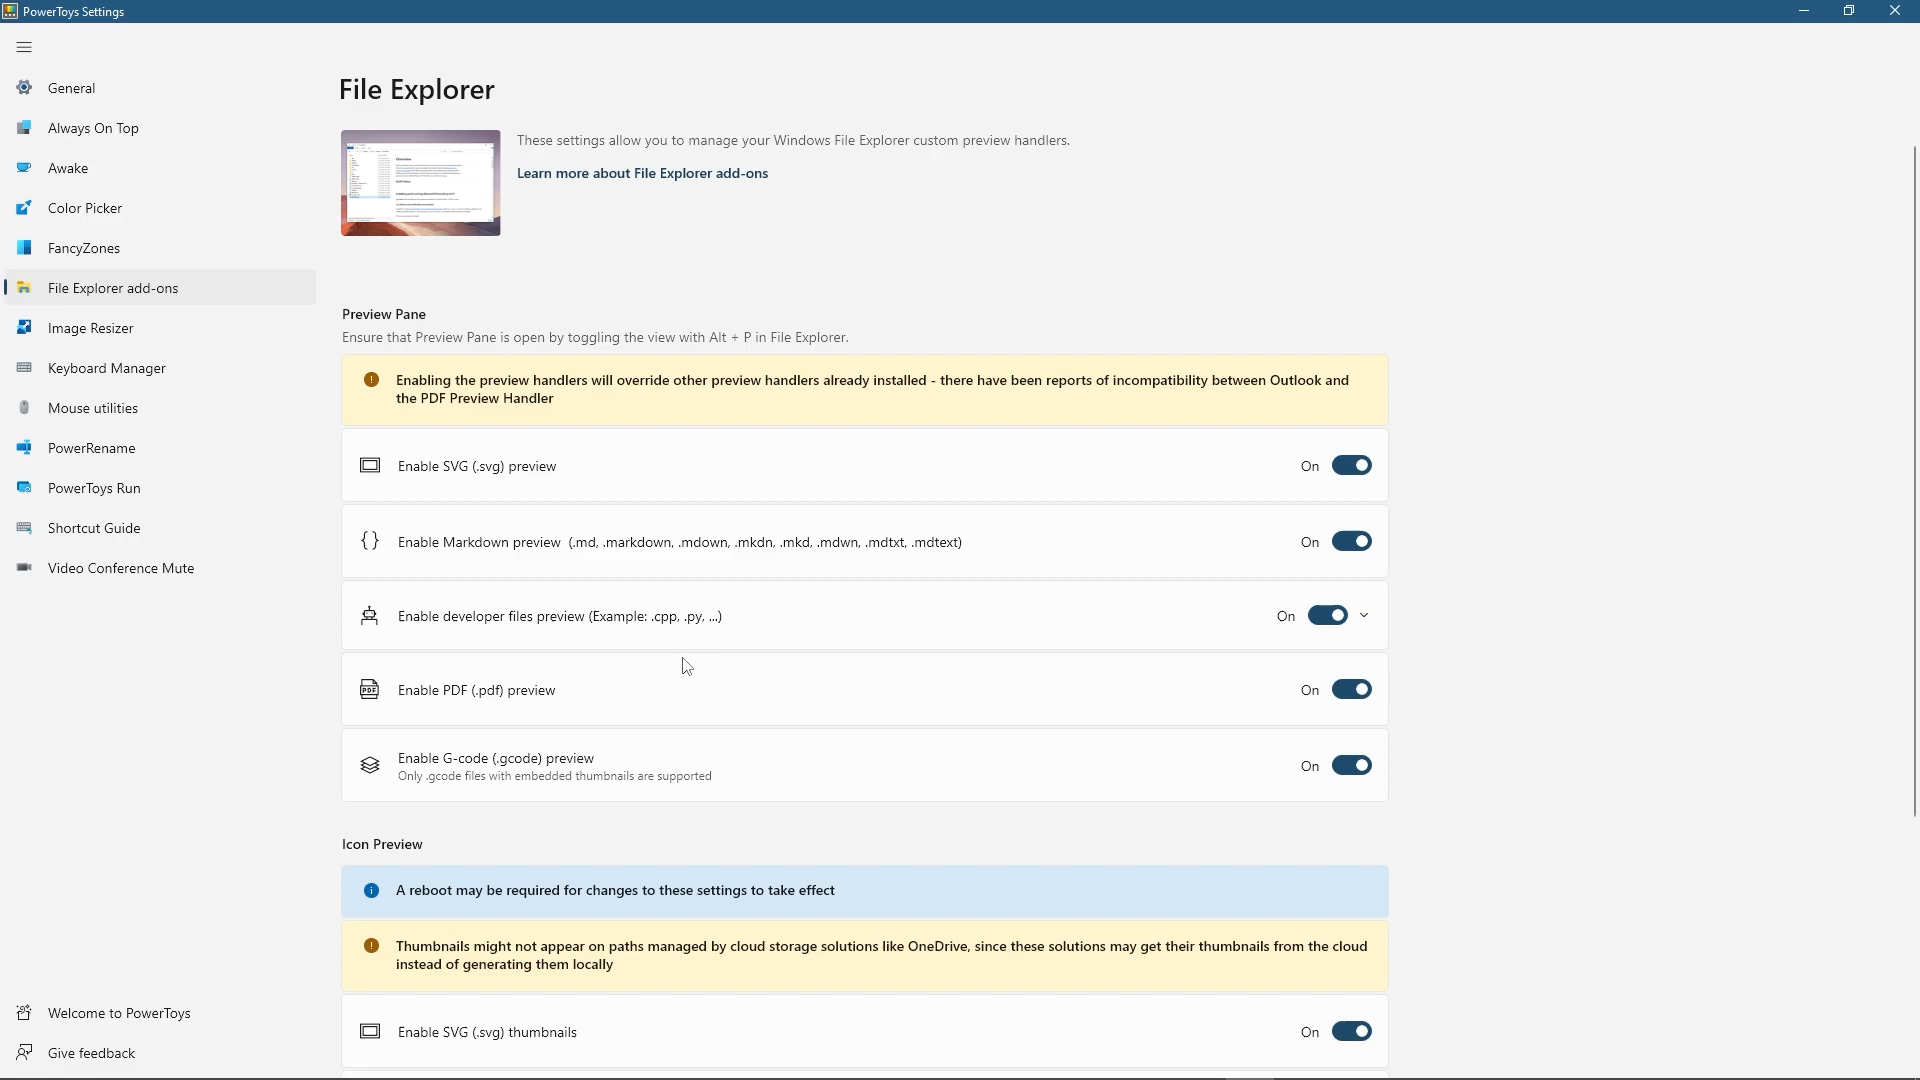 PowerToys Settings
General
Always On Top
Awake
Color Picker
FancyZones
File Explorer add-ons
Image Resizer
Keyboard Manager
Mouse utilities
PowerRename
PowerToys Run
Shortcut Guide
Video Conference Mute
Welcome to PowerToys
Give feedback
File Explorer
These settings allow you to manage your Windows File Explorer custom preview handlers.
Learn more about File Explorer add-ons
Preview Pane
Ensure that Preview Pane is open by toggling the view with Alt + P in File Explorer.
Enabling the preview handlers will override other preview handlers already installed - there have been reports of incompatibility between Outlook and
the PDF Preview Handler
Enable SVG (.svg) preview On
Enable Markdown preview (.md, .markdown, .mdown, .mkdn, .mkd, .mdwn, .mdtxt, .mdtext) On
Enable developer files preview (Example: .cpp, .py, ...) On
PDF Enable PDF (.pdf) preview On
Enable G-code (.gcode) preview On
Only .gcode files with embedded thumbnails are supported
Icon Preview
A reboot may be required for changes to these settings to take effect
Thumbnails might not appear on paths managed by cloud storage solutions like OneDrive, since these solutions may get their thumbnails from the cloud
instead of generating them locally
Enable SVG (.svg) thumbnails On